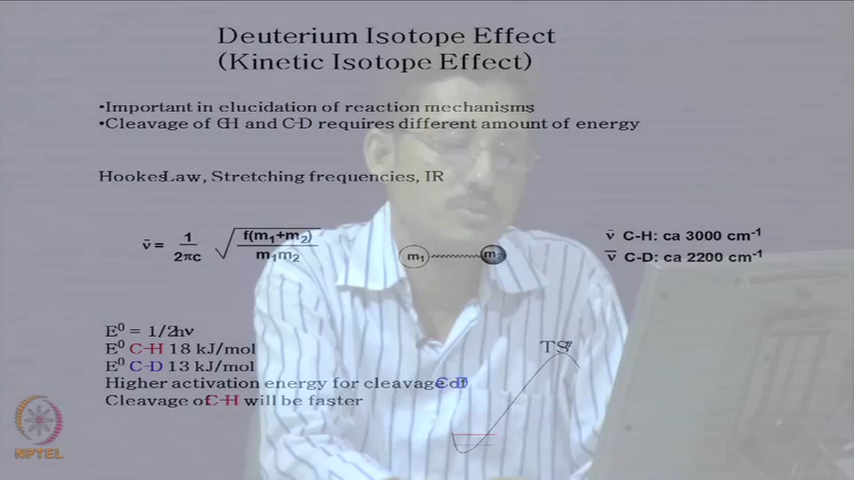 Deuterium Isotope Effect
(Kinetic Isotope Effect)
•Important in elucidation of reaction mechanisms
•Cleavage of C-H and C-D requires different amount of energy
Hookes Law, Stretching frequencies, IR
ν̄ = 1/2πc √f(m₁+m₂)/m₁m₂
m₁ m₂
ν̄ C-H: ca 3000 cm⁻¹
ν̄ C-D: ca 2200 cm⁻¹
E⁰ = 1/2hν
E⁰ C-H 18 kJ/mol
E⁰ C-D 13 kJ/mol
TS
Higher activation energy for cleavage of
Cleavage of C-H will be faster
NPTEL